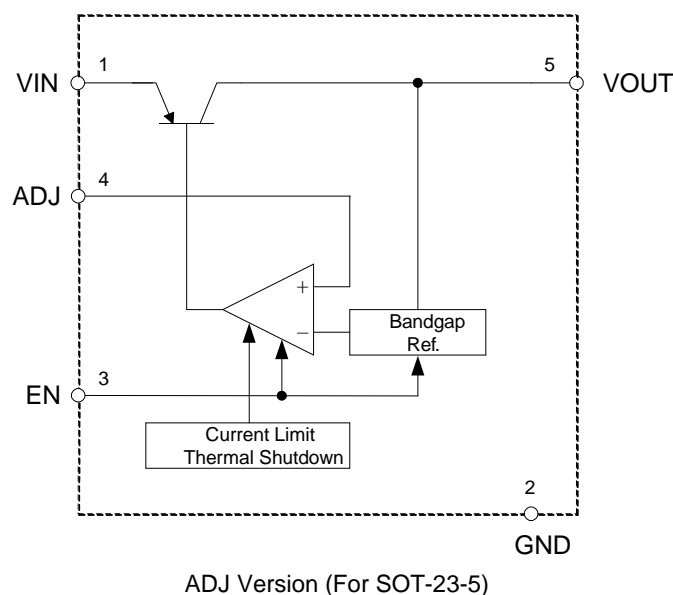 VIN
1
5
VOUT
ADJ
4
+
−
Bandgap
Ref.
EN
3
Current Limit
Thermal Shutdown
2
GND
ADJ Version (For SOT-23-5)